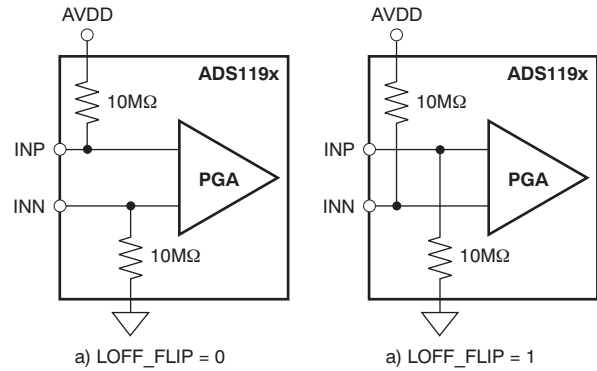 AVDD
ADS119x
10MΩ
INP
PGA
INN
10MΩ
a) LOFF_FLIP = 0
AVDD
ADS119x
10MΩ
INP
PGA
INN
10MΩ
a) LOFF_FLIP = 1